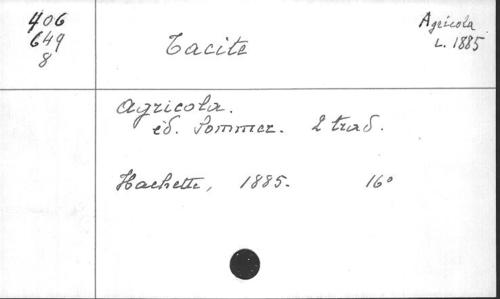 406
649
8
Agricola
L. 1885
Tacite
Agricola.
éd. Sommer. 2 trad.
Hachette, 1885. 16°